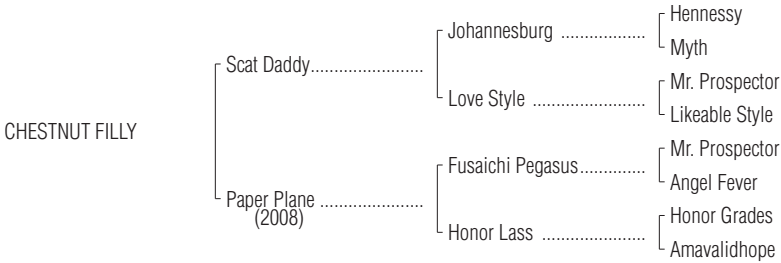 Hennessy
Johannesburg ...................
Myth
Scat Daddy........................
Mr. Prospector
Love Style ........................
Likeable Style
CHESTNUT FILLY
Mr. Prospector
Fusaichi Pegasus..............
Angel Fever
Paper Plane ......................
(2008)
Honor Grades
Honor Lass ......................
Amavalidhope